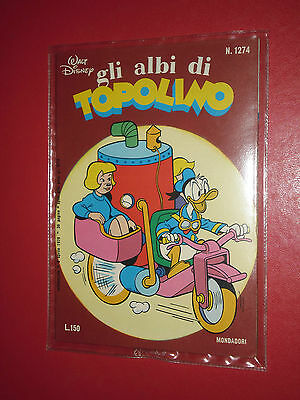 WALT
DISNEY
N. 1274
gli albi di
TOPOLINO
L.150
MONDADORI